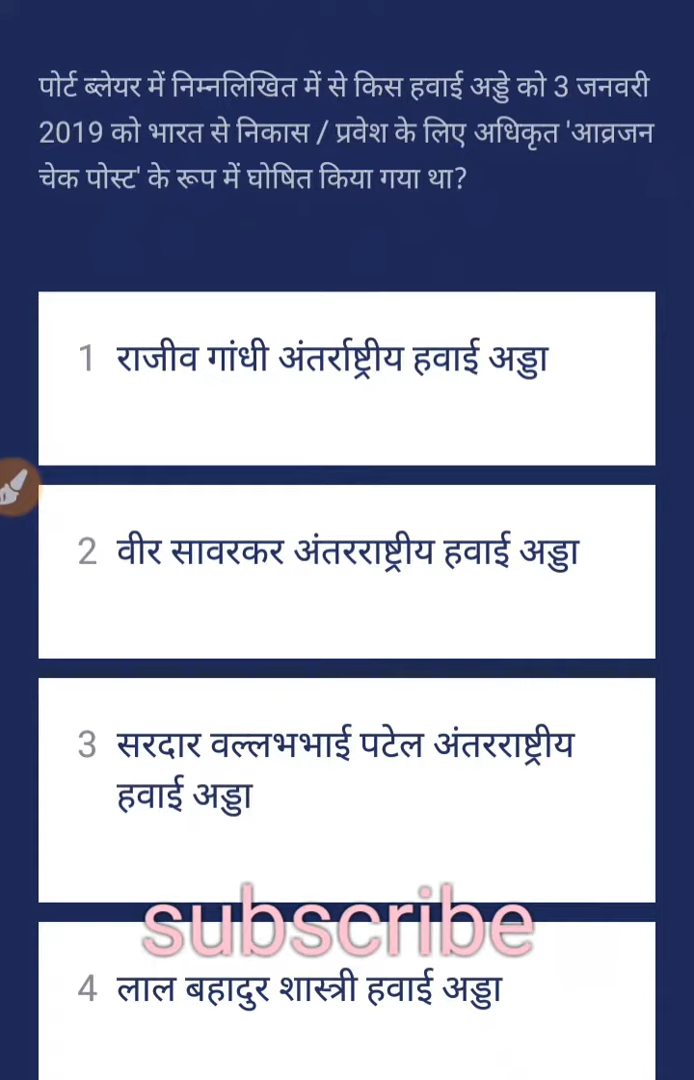 पोर्ट ब्लेयर में निम्नलिखित में से किस हवाई अड्डे को 3 जनवरी
2019 को भारत से निकास / प्रवेश के लिए अधिकृत 'आव्रजन
चेक पोस्ट' के रूप में घोषित किया गया था?
1 राजीव गांधी अंतर्राष्ट्रीय हवाई अड्डा
2 वीर सावरकर अंतरराष्ट्रीय हवाई अड्डा
3 सरदार वल्लभभाई पटेल अंतरराष्ट्रीय
हवाई अड्डा
subscribe
4 लाल बहादुर शास्त्री हवाई अड्डा